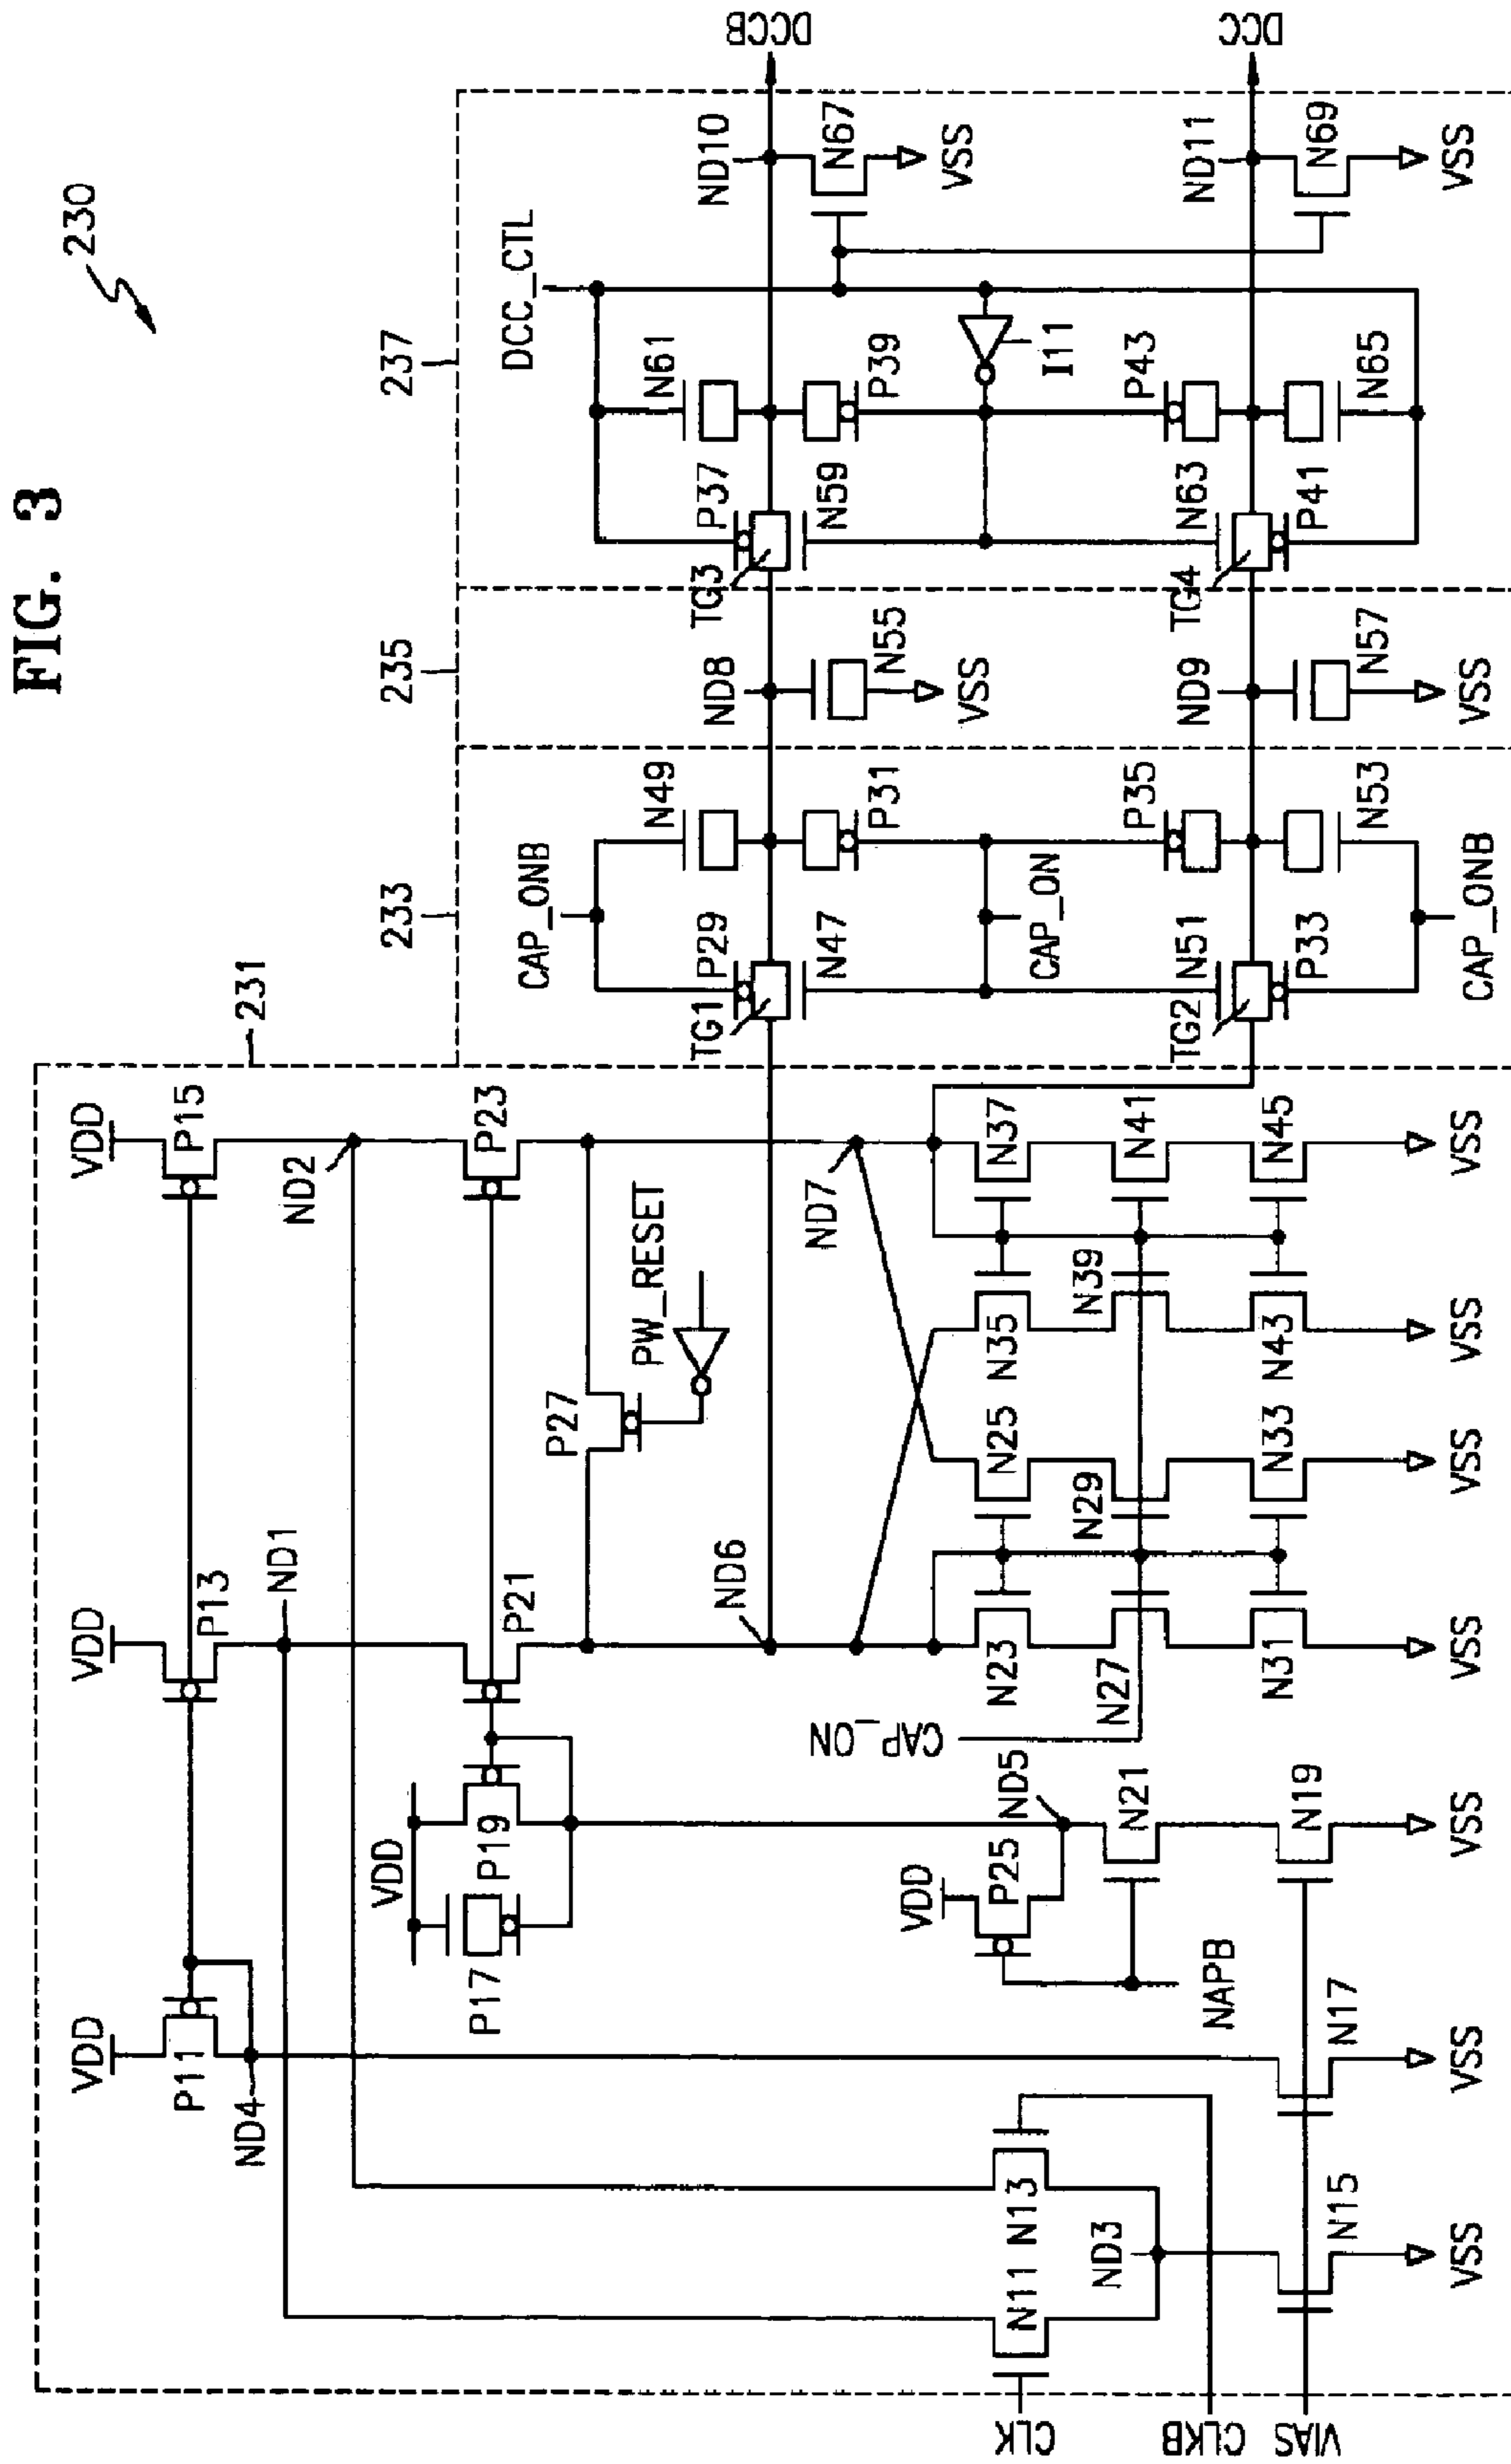 FIG. 3
230
231
233
235
237
VDD
VDD
VDD
P11
P13
P15
ND4
ND1
ND2
VDD
P17
P19
P21
P23
P27
PW_RESET
ND6
ND7
VDD
P25
ND5
CAP_ON
NAPB
N21
N19
N17
N15
CLK
CLKB
VIAS
N11
N13
ND3
N23
N25
N35
N37
N27
N29
N39
N41
N31
N33
N43
N45
VSS
VSS
VSS
VSS
VSS
VSS
VSS
CAP_ONB
TG1
P29
N47
N49
P31
CAP_ON
TG2
N51
P33
P35
N53
CAP_ONB
ND8
N55
VSS
ND9
N57
VSS
DCC_CTL
TG3
P37
N59
N61
P39
I11
TG4
N63
P41
P43
N65
ND10
N67
VSS
ND11
N69
VSS
DCCB
DCC